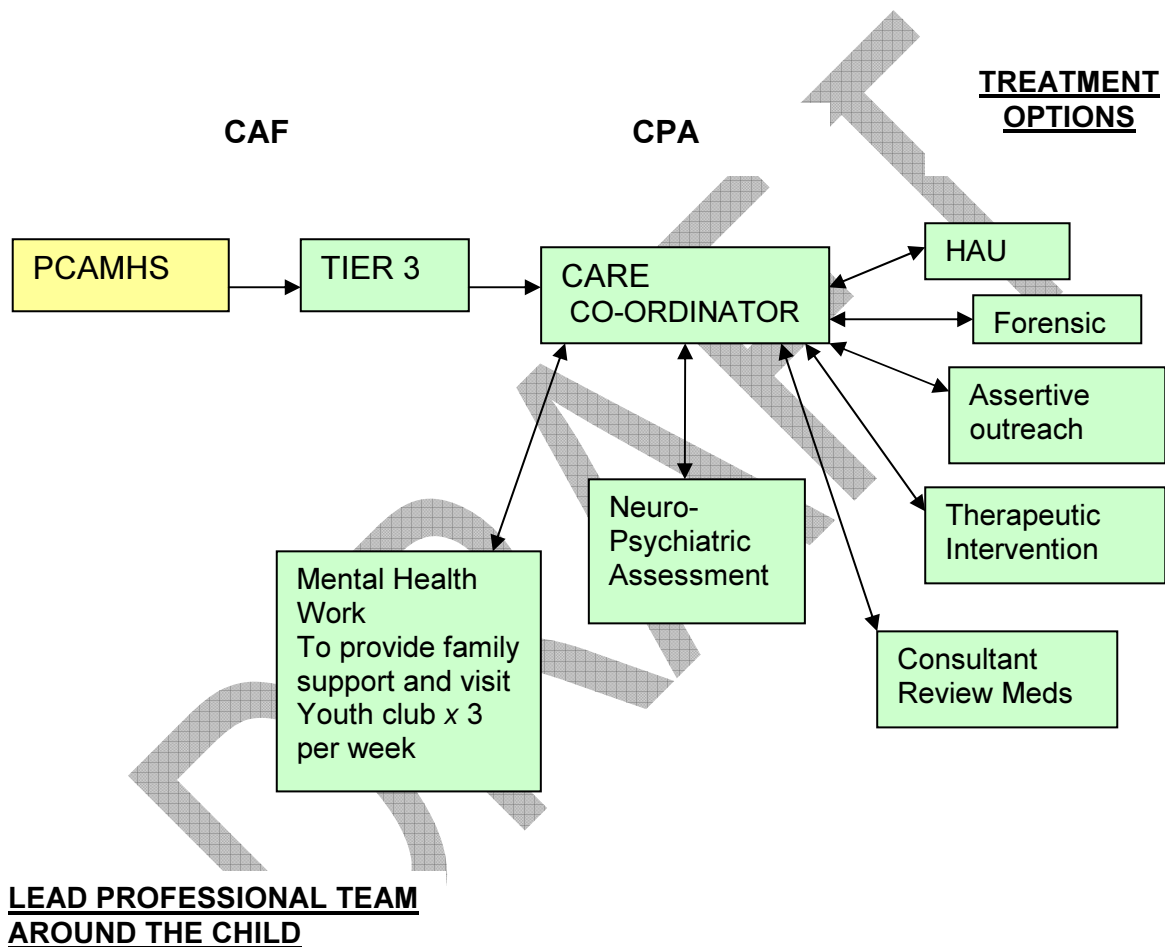 TREATMENT
OPTIONS
CAF
CPA
PCAMHS
TIER 3
CARE
CO-ORDINATOR
HAU
Forensic
Assertive
outreach
Neuro-
Psychiatric
Assessment
Therapeutic
Intervention
Mental Health
Work
To provide family
support and visit
Youth club x 3
per week
Consultant
Review Meds
LEAD PROFESSIONAL TEAM
AROUND THE CHILD
DRAFT